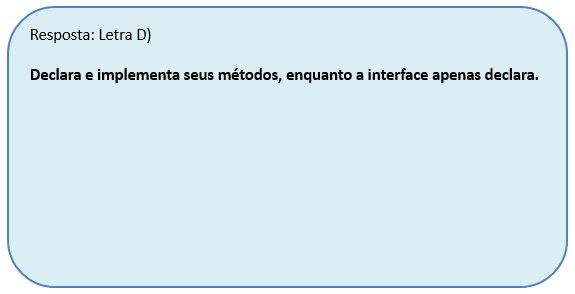 Resposta: Letra D)
Declara e implementa seus métodos, enquanto a interface apenas declara.